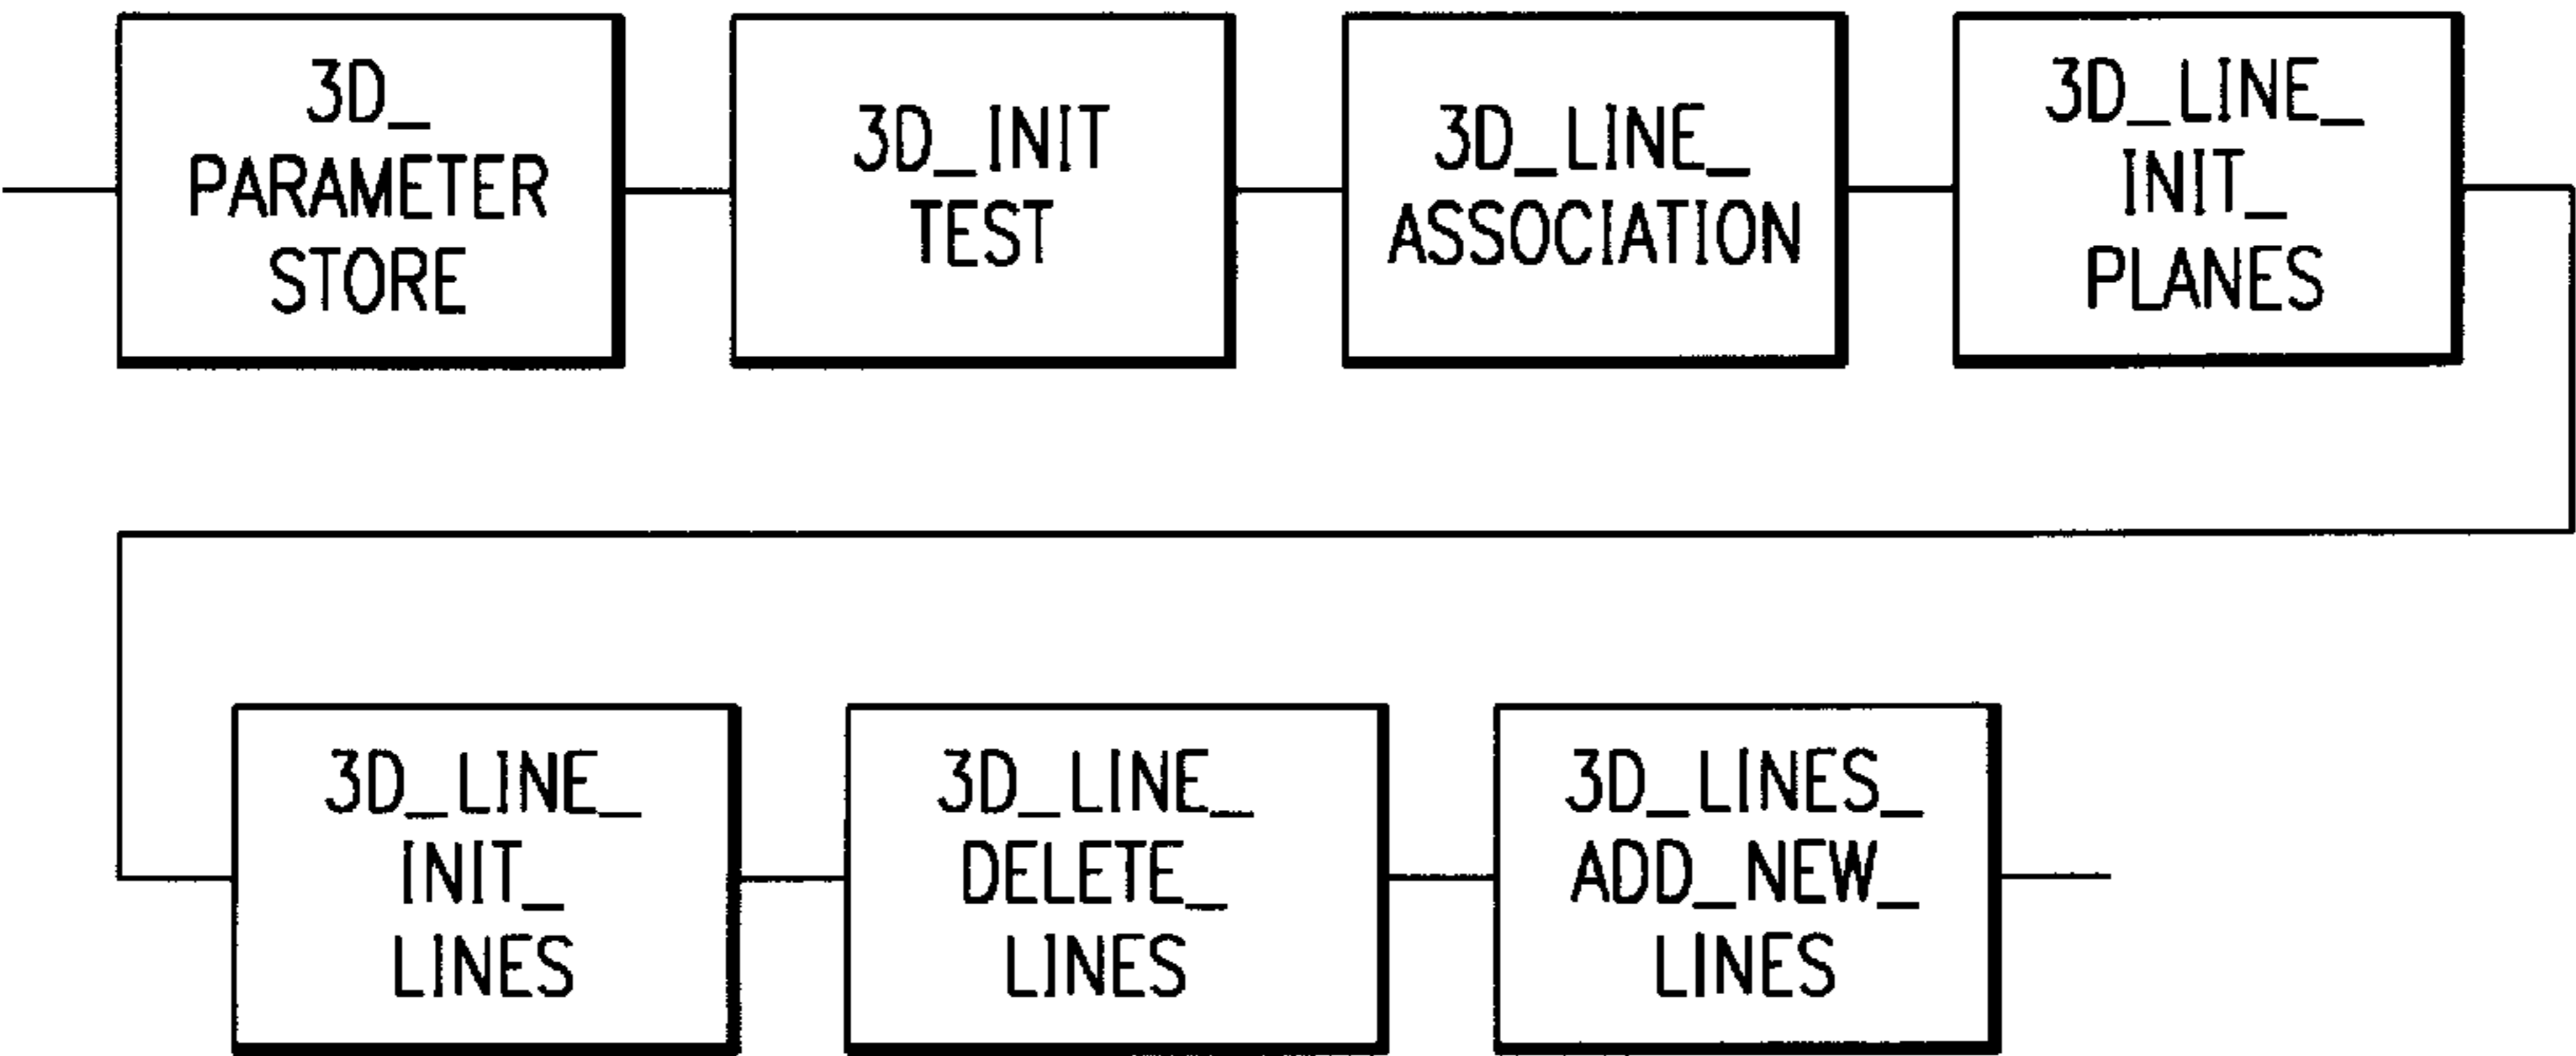 3D_
PARAMETER
STORE
3D_INIT
TEST
3D_LINE_
ASSOCIATION
3D_LINE_
INIT_
PLANES
3D_LINE_
INIT_
LINES
3D_LINE_
DELETE_
LINES
3D_LINES_
ADD_NEW_
LINES